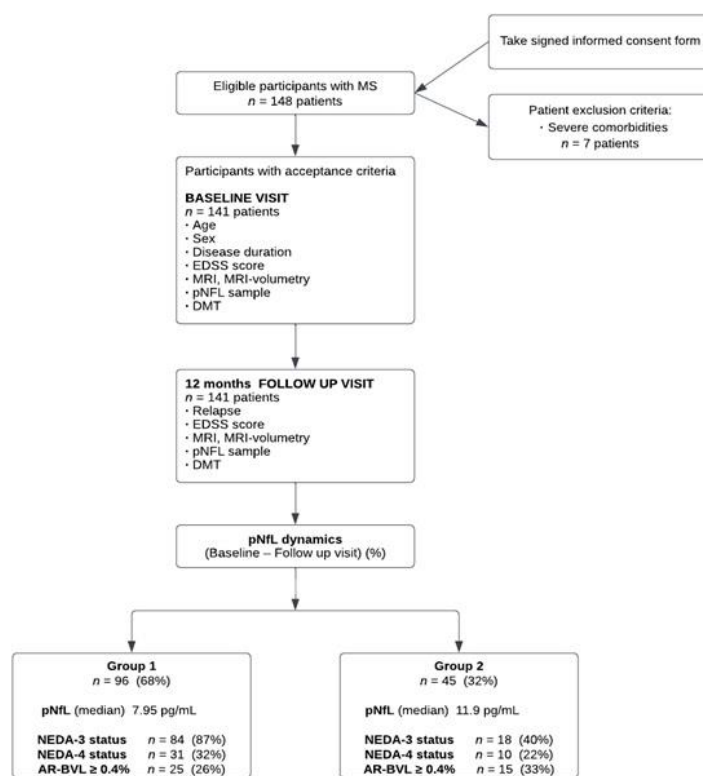 Take signed informed consent form
Eligible participants with MS
n = 148 patients
Patient exclusion criteria:
· Severe comorbidities
n = 7 patients
Participants with acceptance criteria
BASELINE VISIT
n = 141 patients
· Age
· Sex
· Disease duration
· EDSS score
· MRI, MRI-volumetry
· pNFL sample
· DMT
12 months FOLLOW UP VISIT
n = 141 patients
· Relapse
· EDSS score
· MRI, MRI-volumetry
· pNFL sample
· DMT
pNfL dynamics
(Baseline – Follow up visit) (%)
Group 1
n = 96 (68%)
pNfL (median) 7.95 pg/mL
NEDA-3 status n = 84 (87%)
NEDA-4 status n = 31 (32%)
AR-BVL ≥ 0.4% n = 25 (26%)
Group 2
n = 45 (32%)
pNfL (median) 11.9 pg/mL
NEDA-3 status n = 18 (40%)
NEDA-4 status n = 10 (22%)
AR-BVL ≥ 0.4% n = 15 (33%)